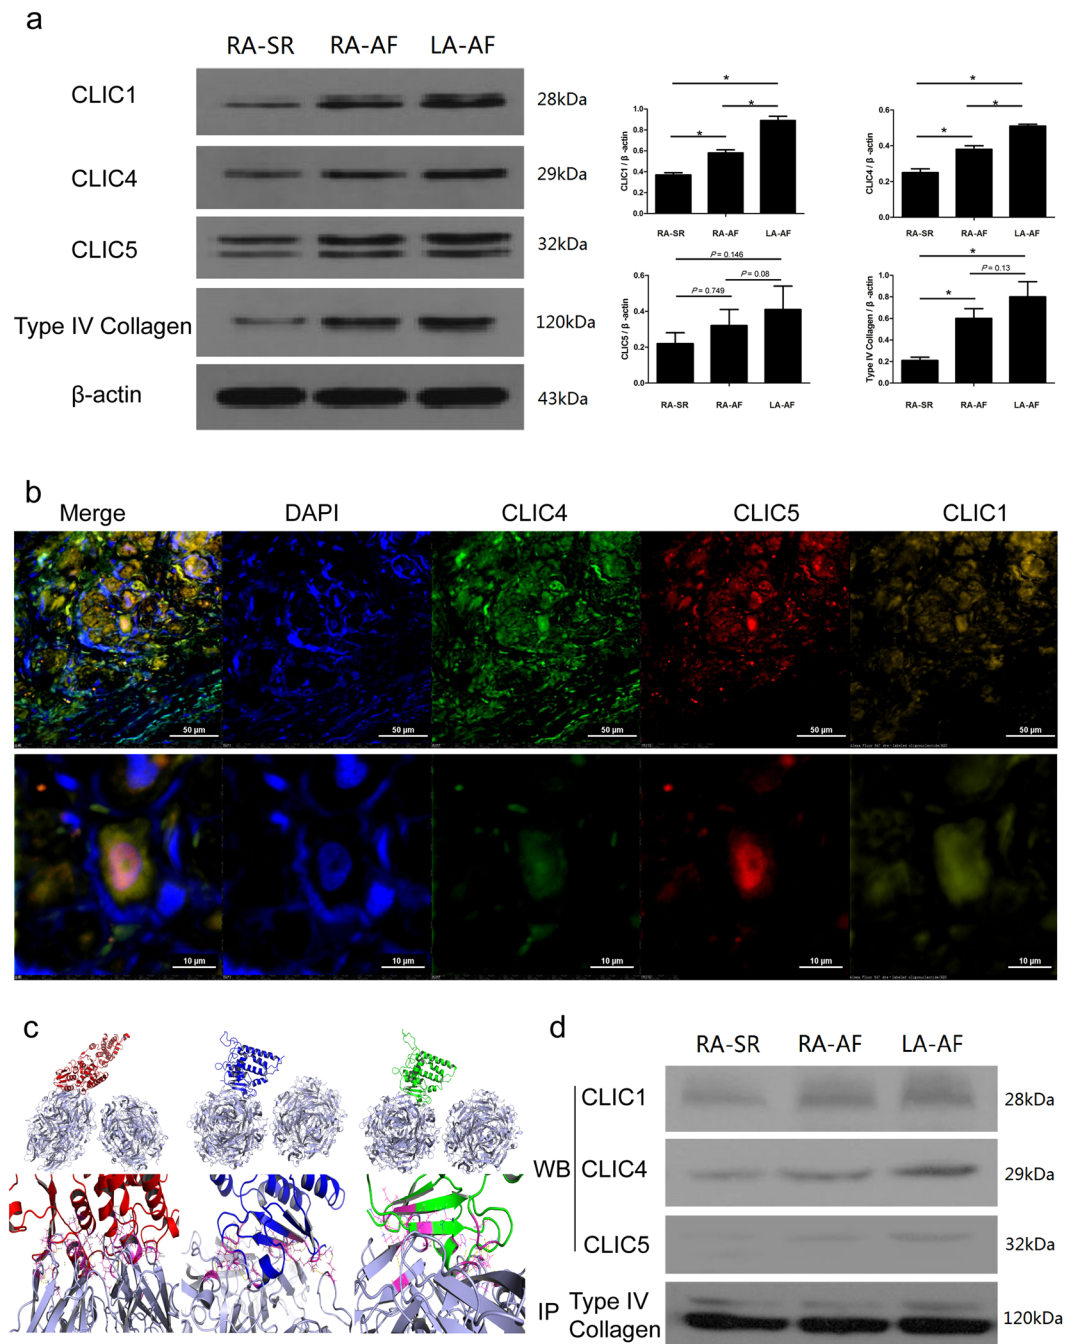 a
RA-SR RA-AF LA-AF
CLIC1
28kDa
CLIC4
29kDa
CLIC5
32kDa
Type IV Collagen
120kDa
β-actin
43kDa
CLIC1 / β -actin
1.0
0.8
0.6
0.4
0.2
0.0
*
*
*
RA-SR RA-AF LA-AF
CLIC4 / β -actin
0.6
0.4
0.2
0.0
*
*
*
RA-SR RA-AF LA-AF
CLIC5 / β -actin
0.6
0.4
0.2
0.0
P = 0.146
P = 0.08
P = 0.749
RA-SR RA-AF LA-AF
Type IV Collagen / β -actin
1.0
0.8
0.6
0.4
0.2
0.0
*
P = 0.13
*
RA-SR RA-AF LA-AF
b
Merge DAPI CLIC4 CLIC5 CLIC1
50 µm 50 µm 50 µm 50 µm 50 µm
10 µm 10 µm 10 µm 10 µm 10 µm
c
d
RA-SR RA-AF LA-AF
WB
CLIC1
28kDa
CLIC4
29kDa
CLIC5
32kDa
IP
Type IV
Collagen
120kDa